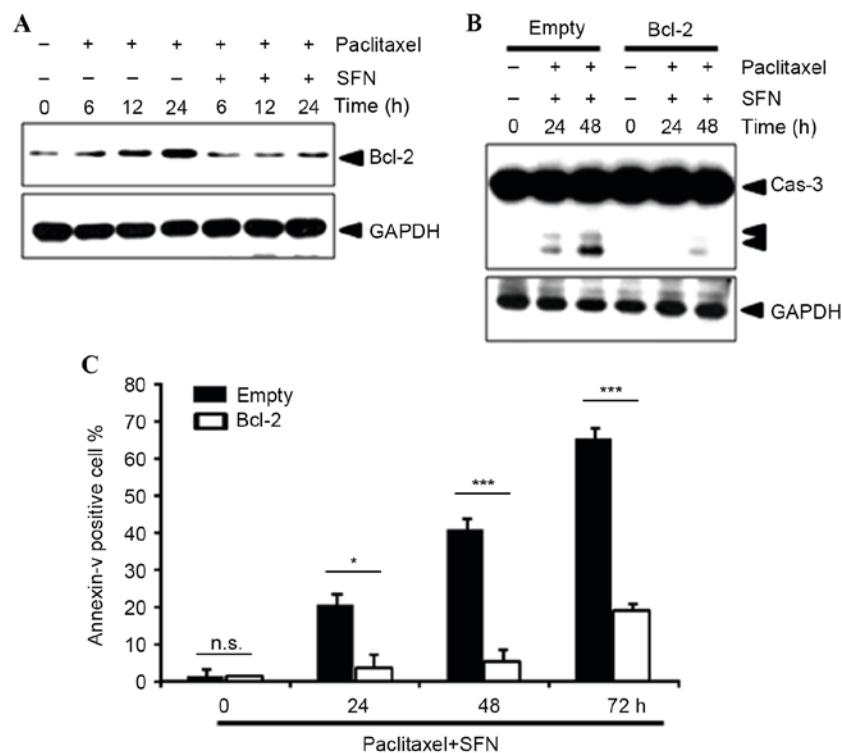 A
− + + + + + + Paclitaxel
− − − − + + + SFN
0 6 12 24 6 12 24 Time (h)
Bcl-2
GAPDH
B
Empty Bcl-2
− + + − + + Paclitaxel
− + + − + + SFN
0 24 48 0 24 48 Time (h)
Cas-3
GAPDH
C
Annexin-v positive cell %
80
70
60
50
40
30
20
10
0
Empty
Bcl-2
n.s.
*
***
***
0 24 48 72 h
Paclitaxel+SFN